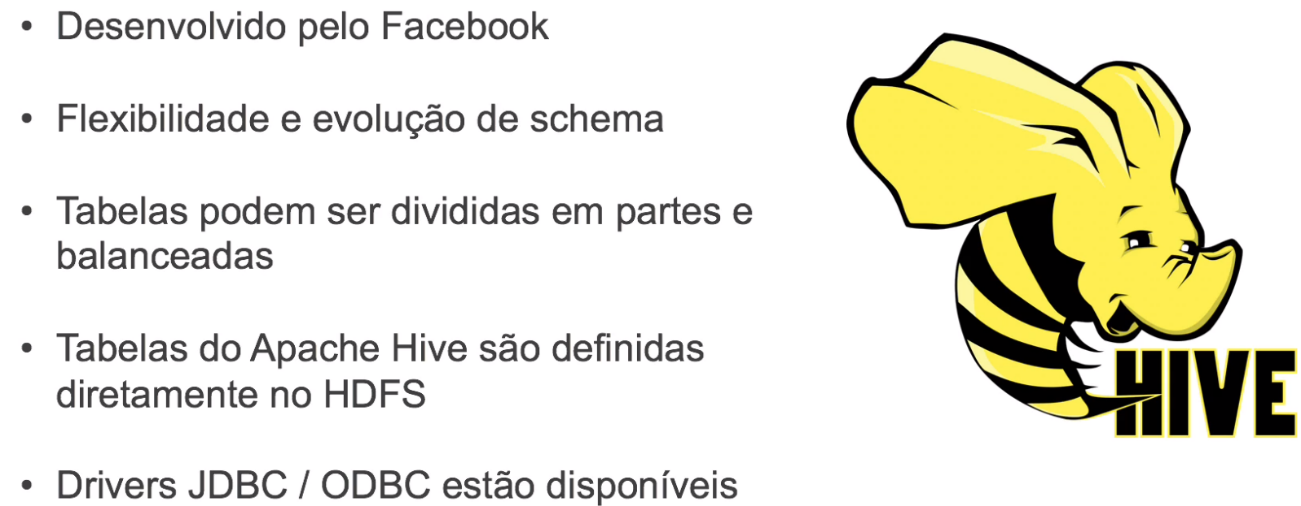 • Desenvolvido pelo Facebook
• Flexibilidade e evolução de schema
• Tabelas podem ser divididas em partes e
balanceadas
• Tabelas do Apache Hive são definidas
diretamente no HDFS
• Drivers JDBC / ODBC estão disponíveis
HIVE